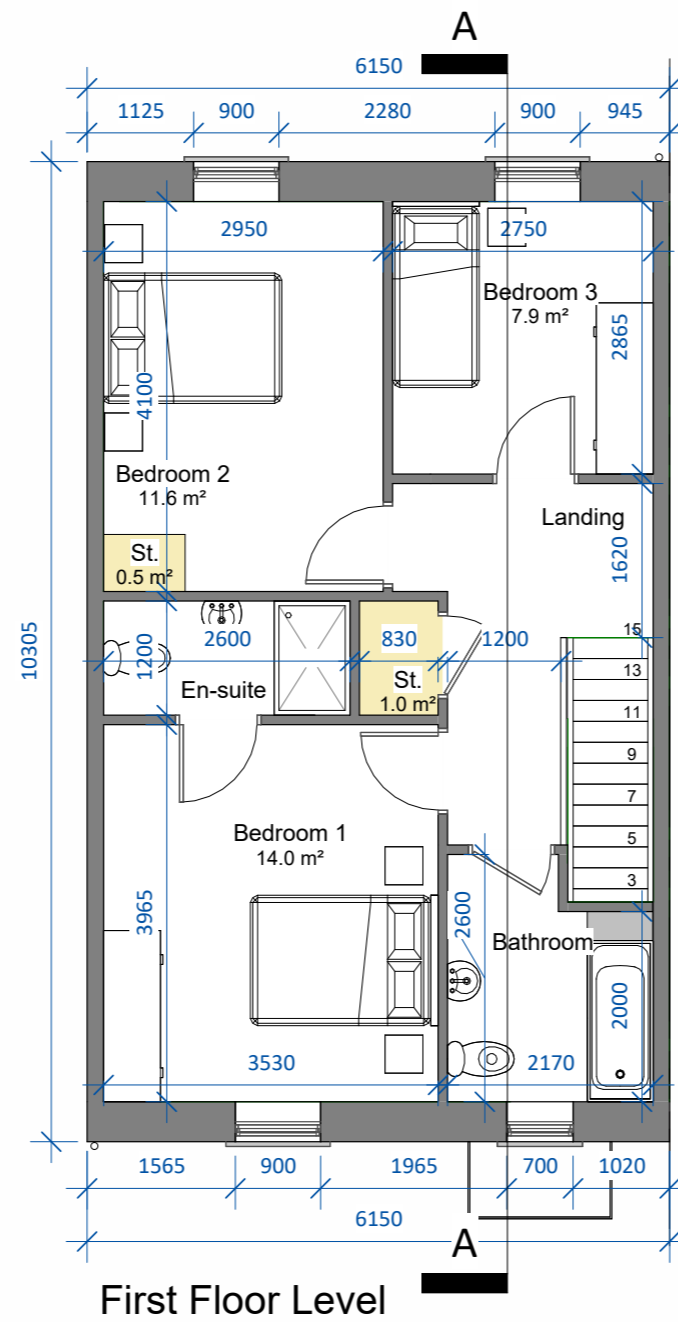 A
6150
1125 900 2280 900 945
2950 2750
Bedroom 3
7.9 m²
2865
4100
Bedroom 2
11.6 m²
Landing
St.
0.5 m²
1620
10305
1200
2600 830 1200
En-suite
St.
1.0 m²
15
13
11
9
7
5
3
Bedroom 1
14.0 m²
3965
2600
Bathroom
2000
3530 2170
1565 900 1965 700 1020
6150
A
First Floor Level